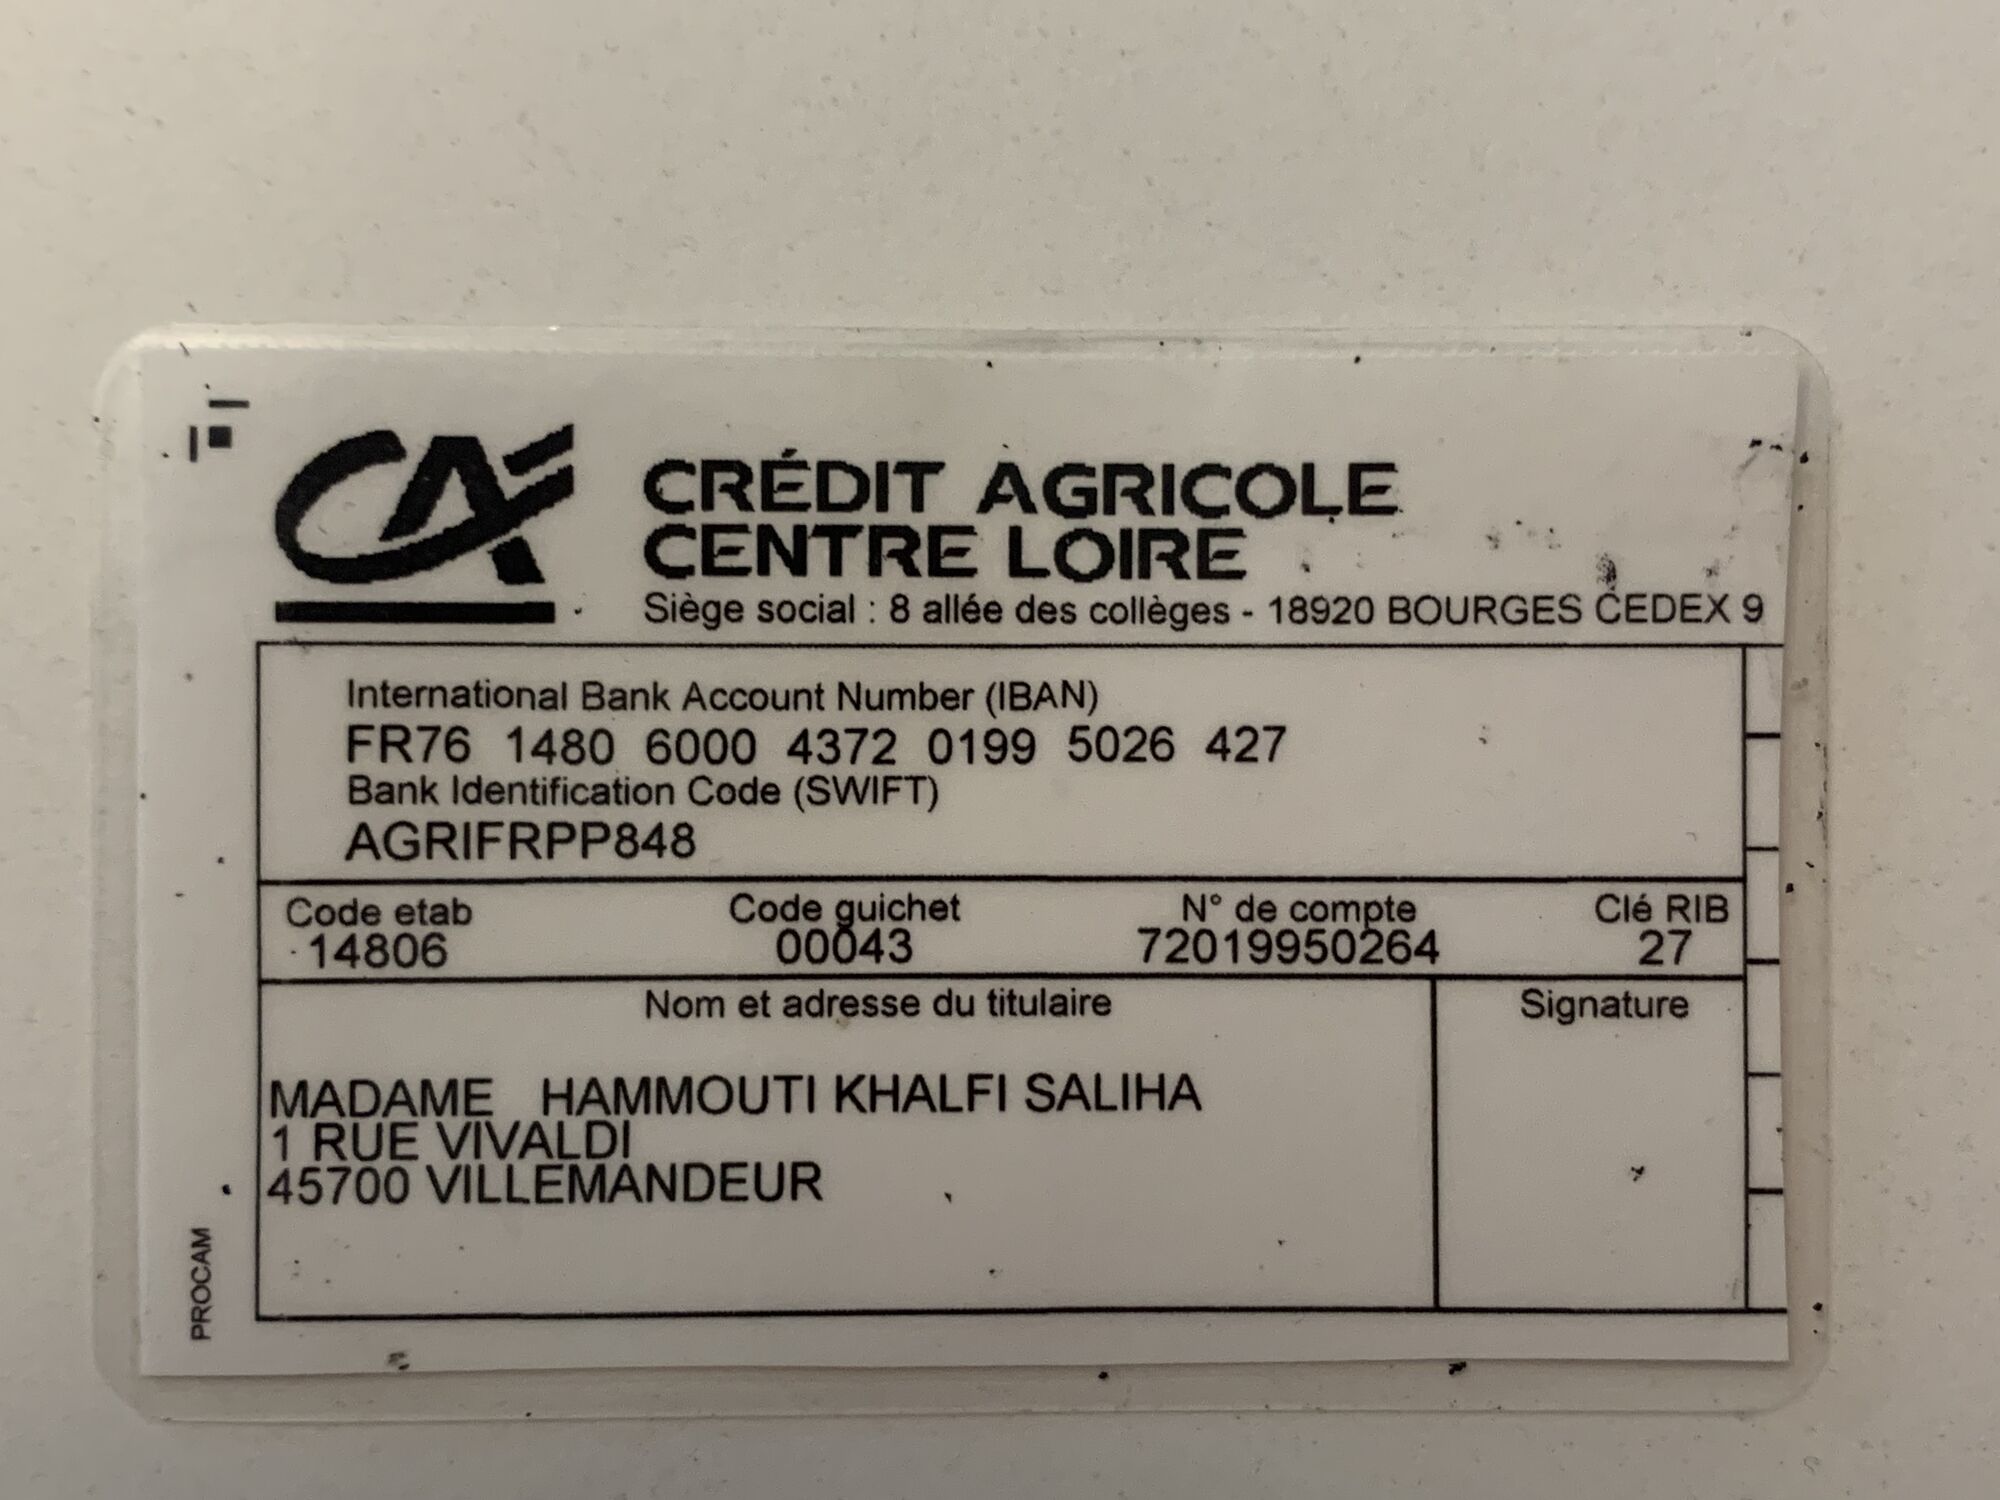 CA
CRÉDIT AGRICOLE
CENTRE LOIRE
Siège social : 8 allée des collèges - 18920 BOURGES CEDEX 9
International Bank Account Number (IBAN)
FR76 1480 6000 4372 0199 5026 427
Bank Identification Code (SWIFT)
AGRIFRPP848
Code etab Code guichet N° de compte Clé RIB
14806 00043 72019950264 27
Nom et adresse du titulaire Signature
MADAME HAMMOUTI KHALFI SALIHA
1 RUE VIVALDI
45700 VILLEMANDEUR
PROCAM